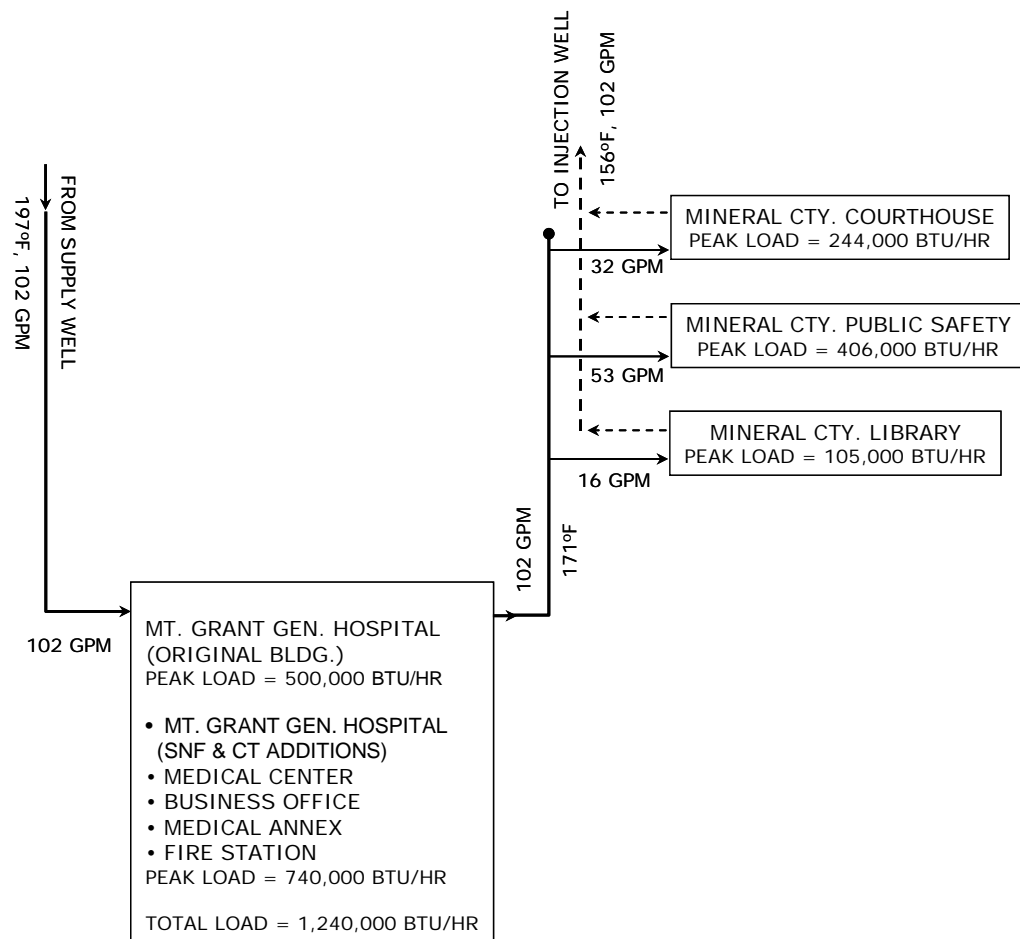 FROM SUPPLY WELL
197ºF, 102 GPM
TO INJECTION WELL
156ºF, 102 GPM
MINERAL CTY. COURTHOUSE
PEAK LOAD = 244,000 BTU/HR
32 GPM
MINERAL CTY. PUBLIC SAFETY
PEAK LOAD = 406,000 BTU/HR
53 GPM
MINERAL CTY. LIBRARY
PEAK LOAD = 105,000 BTU/HR
16 GPM
102 GPM
171ºF
102 GPM
MT. GRANT GEN. HOSPITAL
(ORIGINAL BLDG.)
PEAK LOAD = 500,000 BTU/HR
• MT. GRANT GEN. HOSPITAL
(SNF & CT ADDITIONS)
• MEDICAL CENTER
• BUSINESS OFFICE
• MEDICAL ANNEX
• FIRE STATION
PEAK LOAD = 740,000 BTU/HR
TOTAL LOAD = 1,240,000 BTU/HR